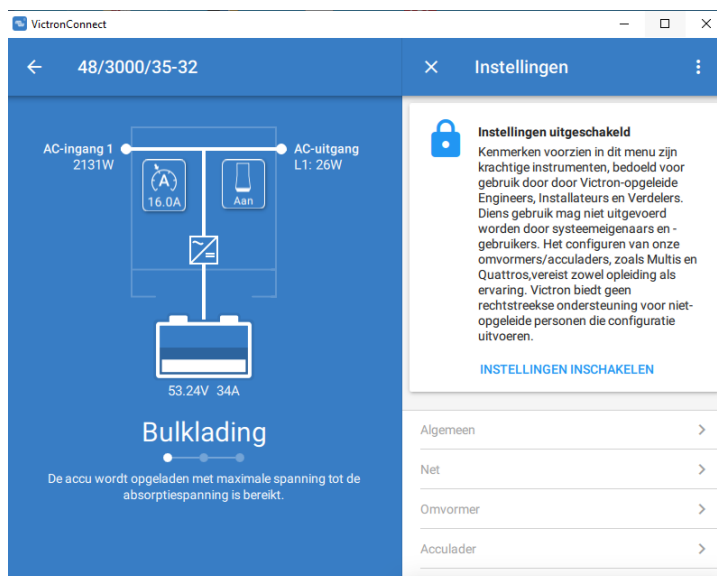 VictronConnect
48/3000/35-32
AC-ingang 1
2131W
AC-uitgang
L1: 26W
A
16.0A
Aan
53.24V 34A
Bulklading
De accu wordt opgeladen met maximale spanning tot de
absorptiespanning is bereikt.
Instellingen
Instellingen uitgeschakeld
Kenmerken voorzien in dit menu zijn
krachtige instrumenten, bedoeld voor
gebruik door door Victron-opgeleide
Engineers, Installateurs en Verdelers.
Diens gebruik mag niet uitgevoerd
worden door systeemeigenaars en -
gebruikers. Het configuren van onze
omvormers/acculaders, zoals Multis en
Quattros,vereist zowel opleiding als
ervaring. Victron biedt geen
rechtstreekse ondersteuning voor niet-
opgeleide personen die configuratie
uitvoeren.
INSTELLINGEN INSCHAKELEN
Algemeen
Net
Omvormer
Acculader